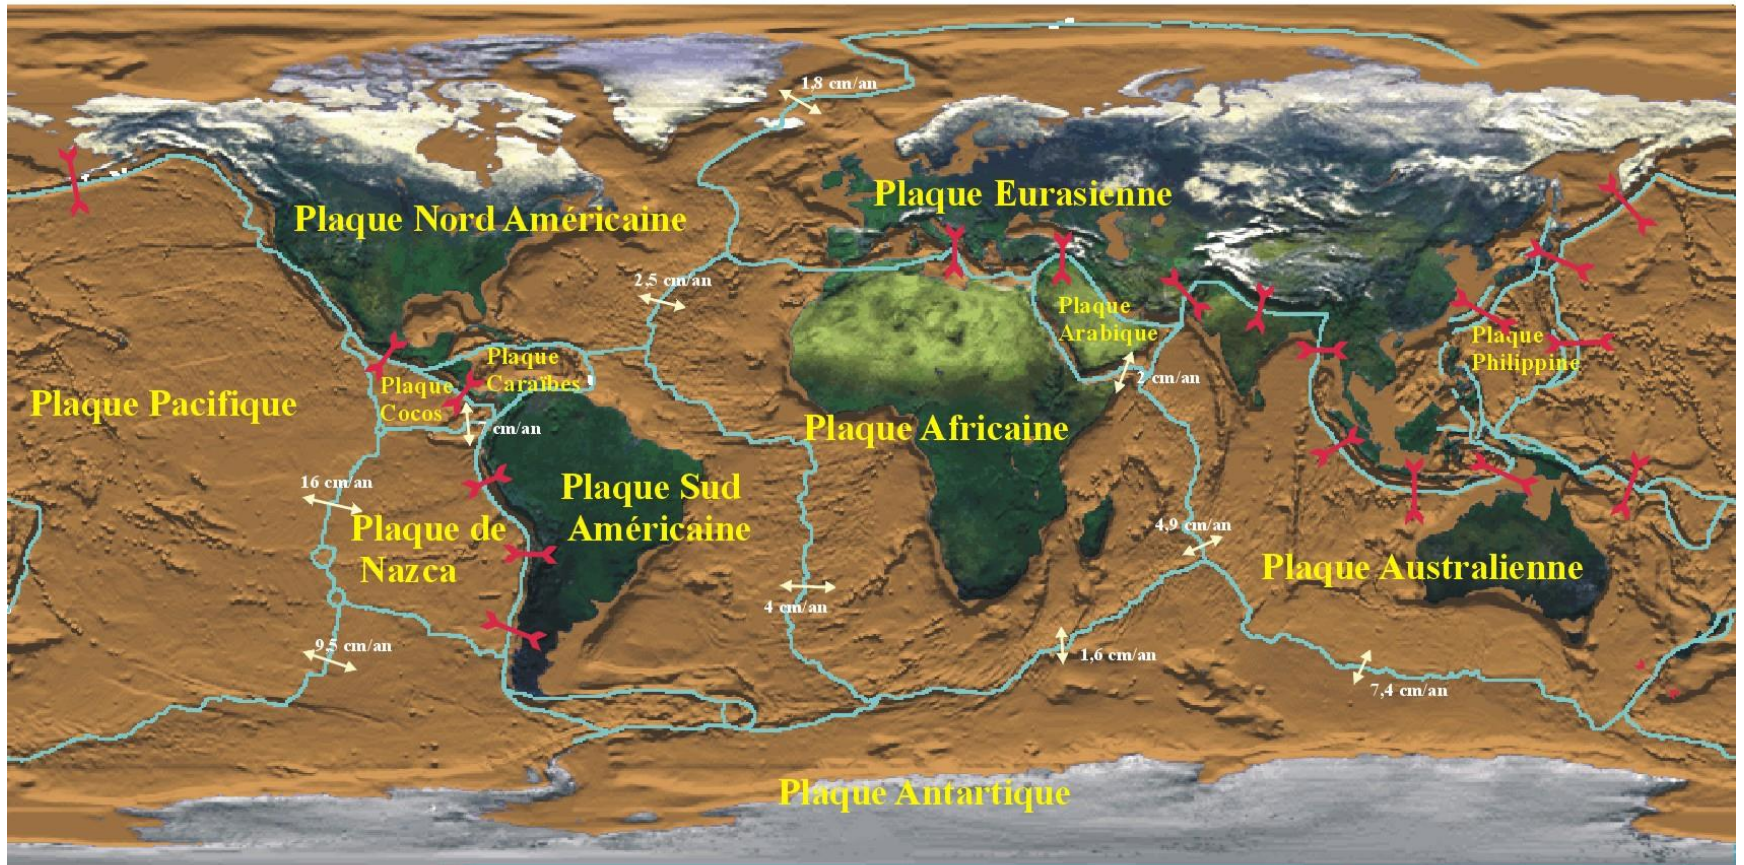 1,8 cm/an
Plaque Eurasienne
Plaque Nord Américaine
2,5 cm/an
Plaque
Arabique
Plaque
Philippine
Plaque
Caraïbes
Plaque
Cocos
2 cm/an
Plaque Pacifique
7 cm/an
Plaque Africaine
16 cm/an
Plaque Sud
Américaine
Plaque de
Nazca
4,9 cm/an
Plaque Australienne
4 cm/an
9,5 cm/an
1,6 cm/an
7,4 cm/an
Plaque Antartique